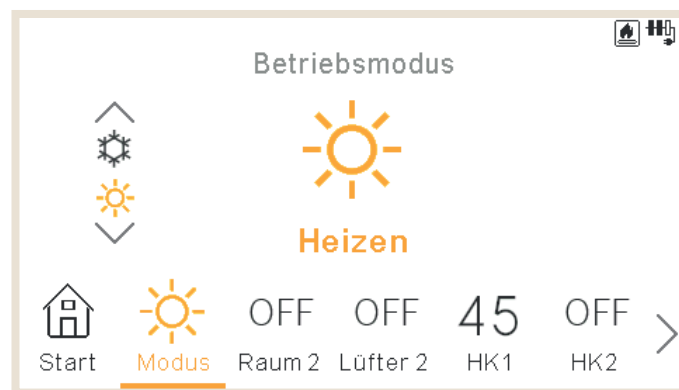 Betriebsmodus
Heizen
OFF OFF 45 OFF
Start Modus Raum 2 Lüfter 2 HK1 HK2